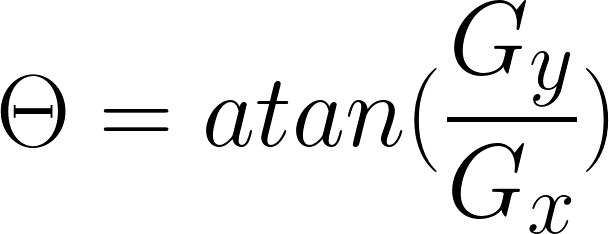 Θ = atan(G_y/G_x)